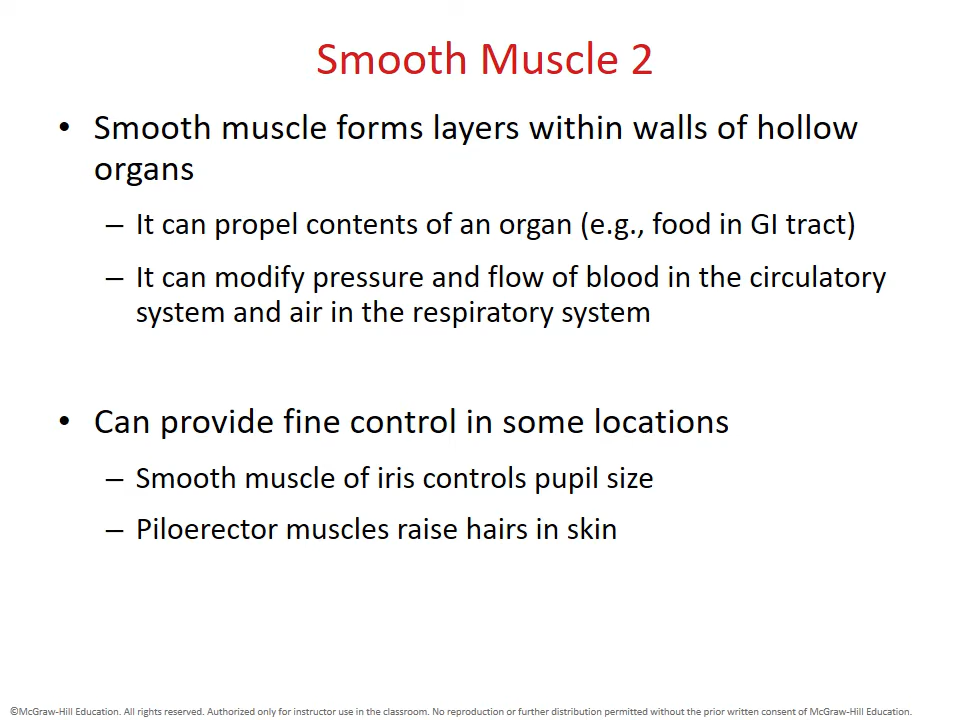 Smooth Muscle 2
• Smooth muscle forms layers within walls of hollow
organs
– It can propel contents of an organ (e.g., food in GI tract)
– It can modify pressure and flow of blood in the circulatory
system and air in the respiratory system
• Can provide fine control in some locations
– Smooth muscle of iris controls pupil size
– Piloerector muscles raise hairs in skin
©McGraw-Hill Education. All rights reserved. Authorized only for instructor use in the classroom. No reproduction or further distribution permitted without the prior written consent of McGraw-Hill Education.